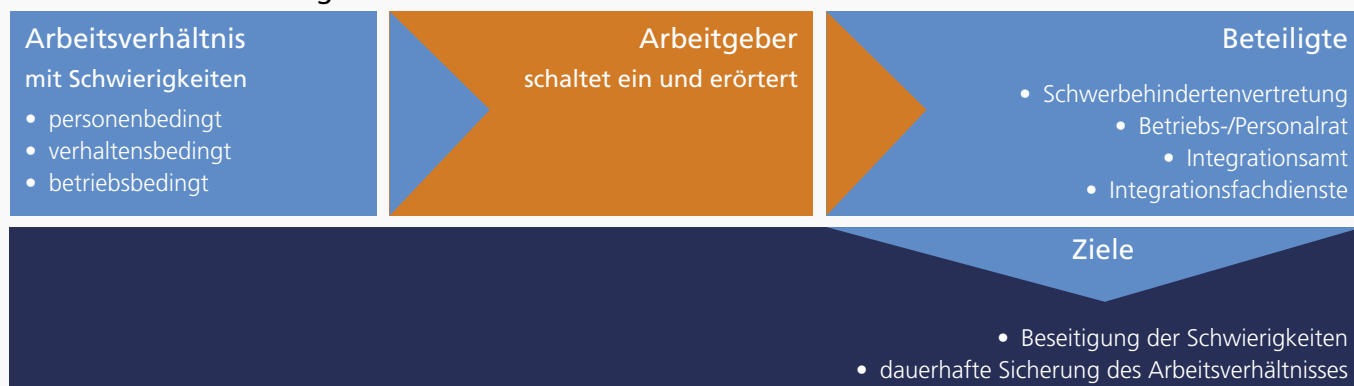 Arbeitsverhältnis
mit Schwierigkeiten
• personenbedingt
• verhaltensbedingt
• betriebsbedingt
Arbeitgeber
schaltet ein und erörtert
Beteiligte
• Schwerbehindertenvertretung
• Betriebs-/Personalrat
• Integrationsamt
• Integrationsfachdienste
Ziele
• Beseitigung der Schwierigkeiten
• dauerhafte Sicherung des Arbeitsverhältnisses